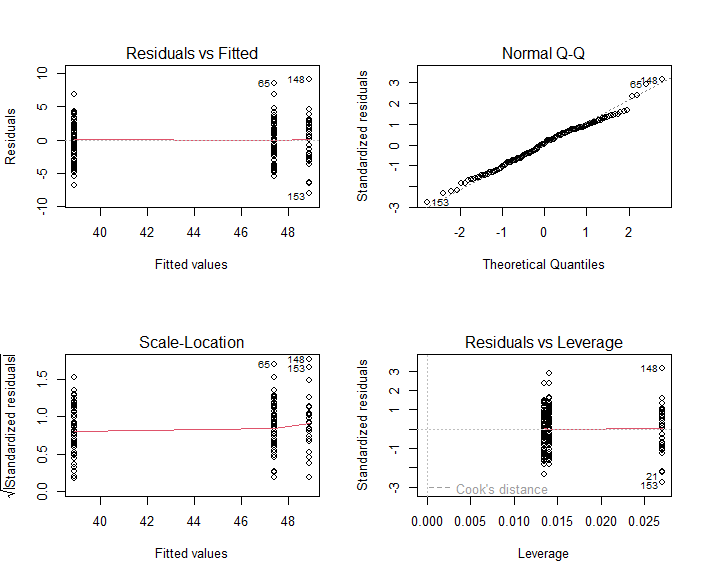 Residuals vs Fitted
Residuals
10
5
0
-5
-10
65
148
153
40 42 44 46 48
Fitted values
Normal Q-Q
Standardized residuals
3
2
1
0
-1
-3
65
148
153
-2 -1 0 1 2
Theoretical Quantiles
Scale-Location
√|Standardized residuals|
1.5
1.0
0.5
0.0
65
148
153
40 42 44 46 48
Fitted values
Residuals vs Leverage
Standardized residuals
3
1
-1
-3
148
21
153
Cook's distance
0.000 0.005 0.010 0.015 0.020 0.025
Leverage